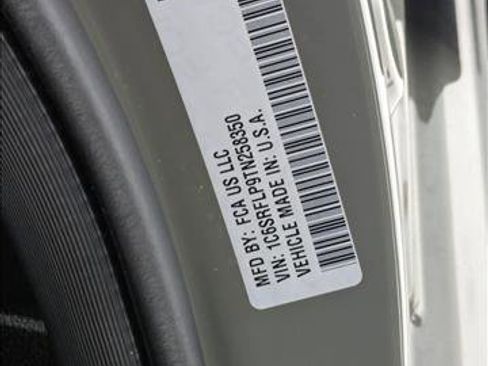 MFD BY: FCA US LLC
VIN: 1C6SRFLP9TN258350
VEHICLE MADE IN: U.S.A.